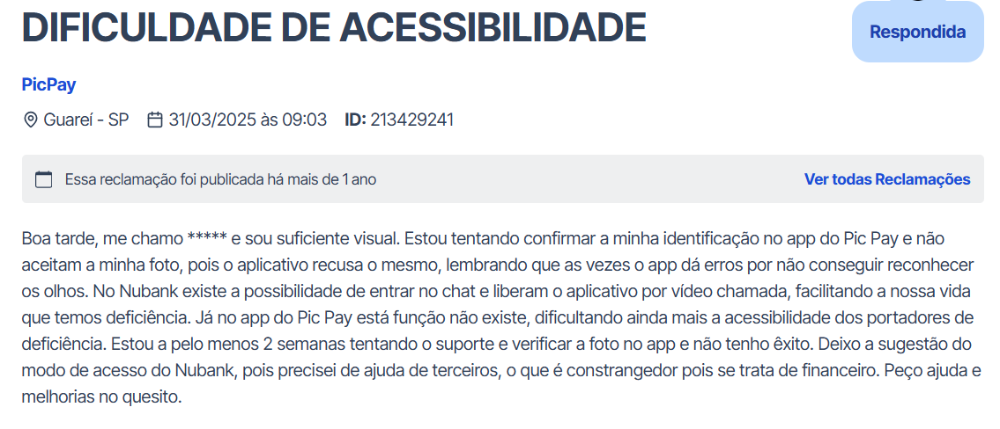 DIFICULDADE DE ACESSIBILIDADE
Respondida
PicPay
Guareí - SP 31/03/2025 às 09:03 ID: 213429241
Essa reclamação foi publicada há mais de 1 ano Ver todas Reclamações
Boa tarde, me chamo ***** e sou suficiente visual. Estou tentando confirmar a minha identificação no app do Pic Pay e não
aceitam a minha foto, pois o aplicativo recusa o mesmo, lembrando que as vezes o app dá erros por não conseguir reconhecer
os olhos. No Nubank existe a possibilidade de entrar no chat e liberam o aplicativo por vídeo chamada, facilitando a nossa vida
que temos deficiência. Já no app do Pic Pay está função não existe, dificultando ainda mais a acessibilidade dos portadores de
deficiência. Estou a pelo menos 2 semanas tentando o suporte e verificar a foto no app e não tenho êxito. Deixo a sugestão do
modo de acesso do Nubank, pois precisei de ajuda de terceiros, o que é constrangedor pois se trata de financeiro. Peço ajuda e
melhorias no quesito.